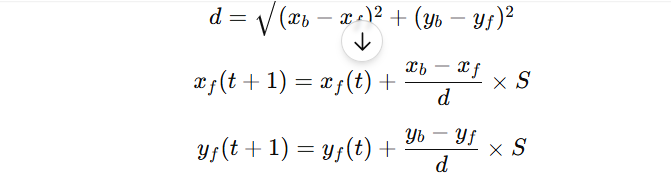 d = √(x_b − x_f)² + (y_b − y_f)²
x_f(t + 1) = x_f(t) + (x_b − x_f)/d × S
y_f(t + 1) = y_f(t) + (y_b − y_f)/d × S